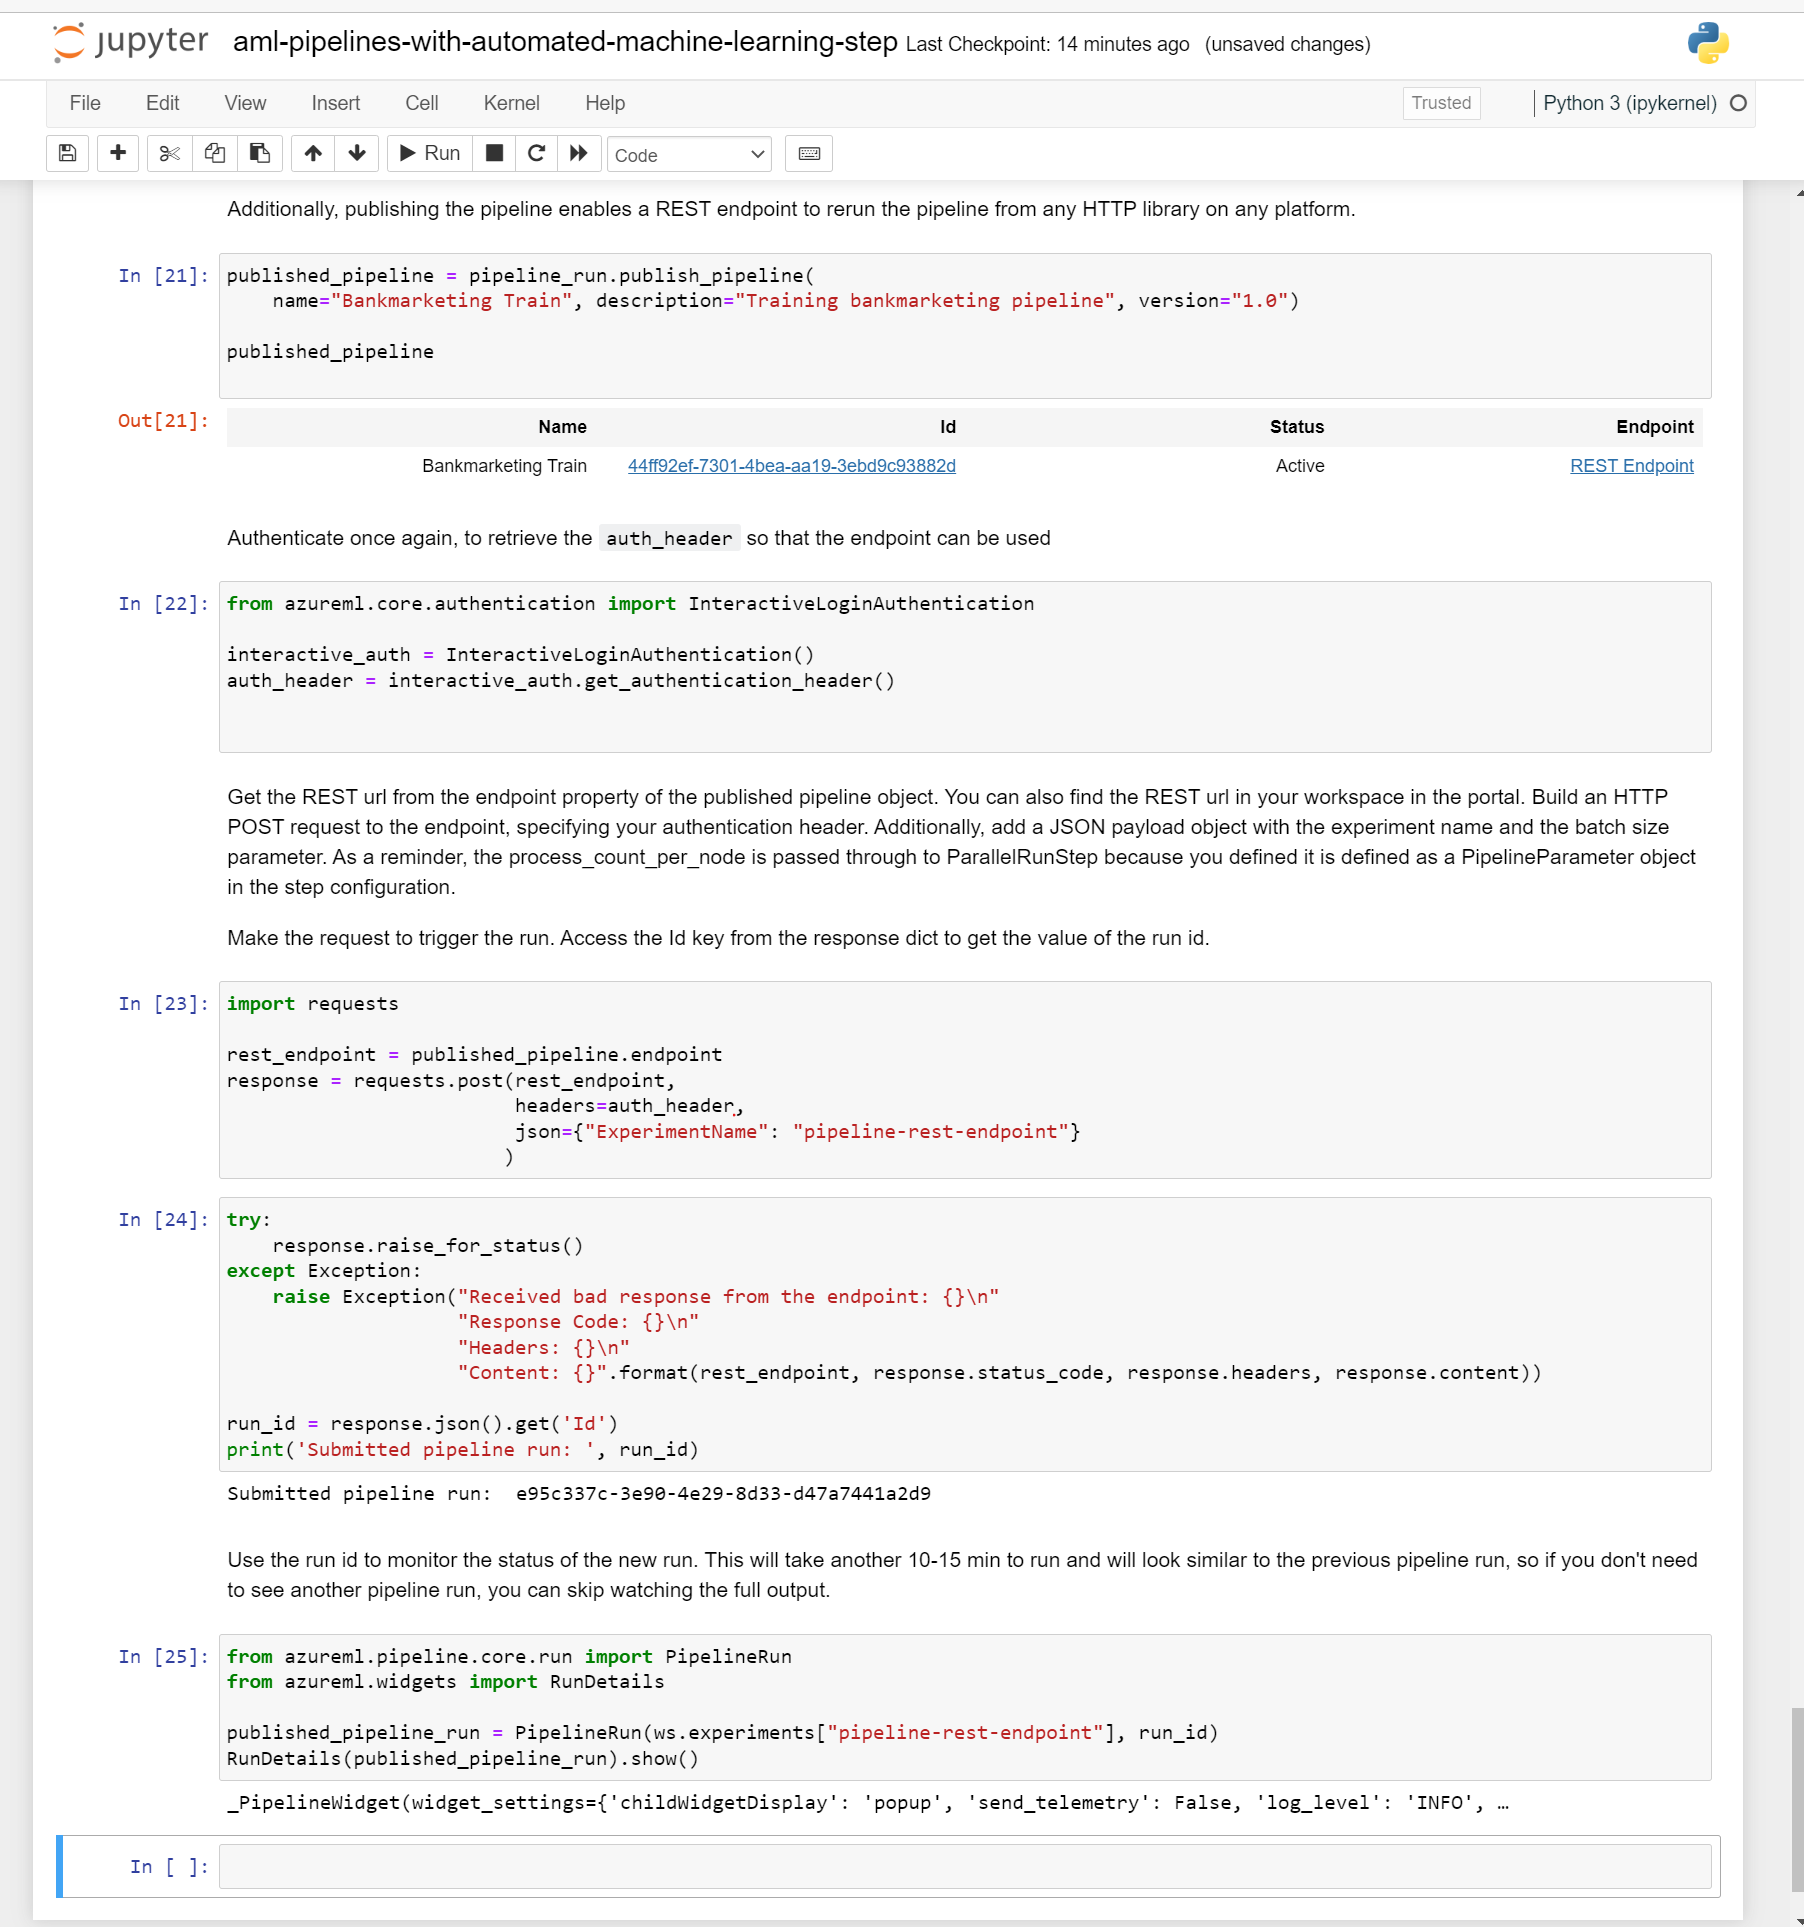 jupyter aml-pipelines-with-automated-machine-learning-step Last Checkpoint: 14 minutes ago (unsaved changes)
File Edit View Insert Cell Kernel Help Trusted Python 3 (ipykernel)
Run Code
Additionally, publishing the pipeline enables a REST endpoint to rerun the pipeline from any HTTP library on any platform.
In [21]: published_pipeline = pipeline_run.publish_pipeline(
    name="Bankmarketing Train", description="Training bankmarketing pipeline", version="1.0")
published_pipeline
Out[21]: Name Id Status Endpoint
Bankmarketing Train 44ff92ef-7301-4bea-aa19-3ebd9c93882d Active REST Endpoint
Authenticate once again, to retrieve the auth_header so that the endpoint can be used
In [22]: from azureml.core.authentication import InteractiveLoginAuthentication
interactive_auth = InteractiveLoginAuthentication()
auth_header = interactive_auth.get_authentication_header()
Get the REST url from the endpoint property of the published pipeline object. You can also find the REST url in your workspace in the portal. Build an HTTP
POST request to the endpoint, specifying your authentication header. Additionally, add a JSON payload object with the experiment name and the batch size
parameter. As a reminder, the process_count_per_node is passed through to ParallelRunStep because you defined it is defined as a PipelineParameter object
in the step configuration.
Make the request to trigger the run. Access the Id key from the response dict to get the value of the run id.
In [23]: import requests
rest_endpoint = published_pipeline.endpoint
response = requests.post(rest_endpoint,
                         headers=auth_header,
                         json={"ExperimentName": "pipeline-rest-endpoint"}
                        )
In [24]: try:
    response.raise_for_status()
except Exception:
    raise Exception("Received bad response from the endpoint: {}\n"
                    "Response Code: {}\n"
                    "Headers: {}\n"
                    "Content: {}".format(rest_endpoint, response.status_code, response.headers, response.content))
run_id = response.json().get('Id')
print('Submitted pipeline run: ', run_id)
Submitted pipeline run:  e95c337c-3e90-4e29-8d33-d47a7441a2d9
Use the run id to monitor the status of the new run. This will take another 10-15 min to run and will look similar to the previous pipeline run, so if you don't need
to see another pipeline run, you can skip watching the full output.
In [25]: from azureml.pipeline.core.run import PipelineRun
from azureml.widgets import RunDetails
published_pipeline_run = PipelineRun(ws.experiments["pipeline-rest-endpoint"], run_id)
RunDetails(published_pipeline_run).show()
_PipelineWidget(widget_settings={'childWidgetDisplay': 'popup', 'send_telemetry': False, 'log_level': 'INFO', …
In [ ]: